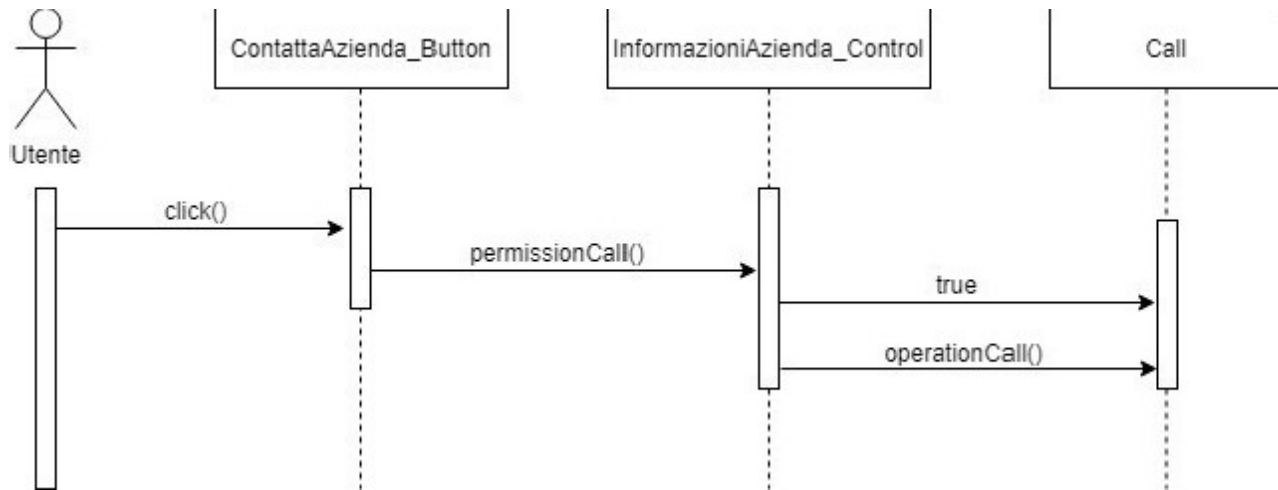 ContattaAzienda_Button
InformazioniAzienda_Control
Call
Utente
click()
permissionCall()
true
operationCall()